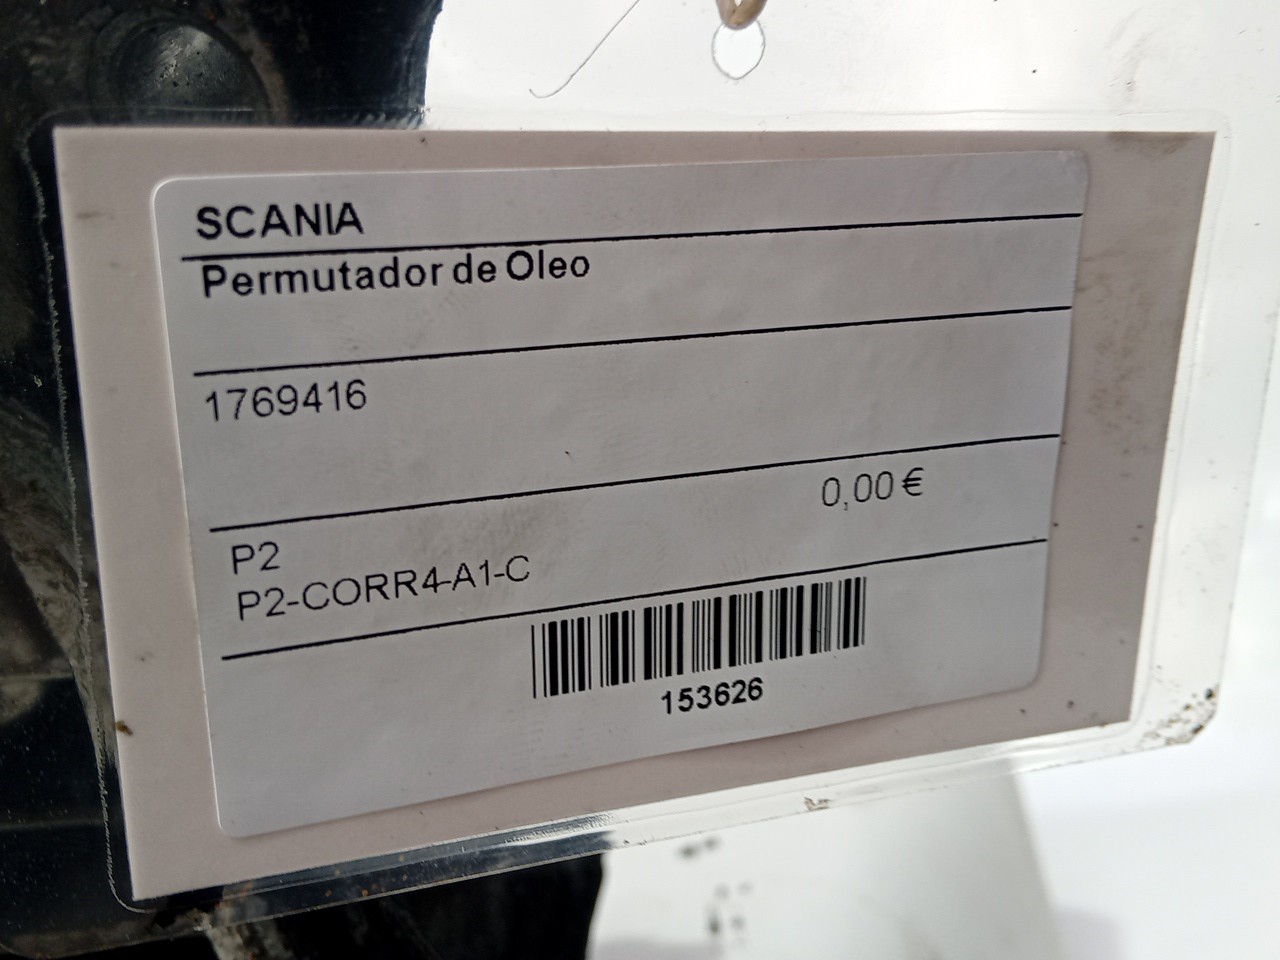 SCANIA
Permutador de Oleo
1769416
0,00 €
P2
P2-CORR4-A1-C
153626